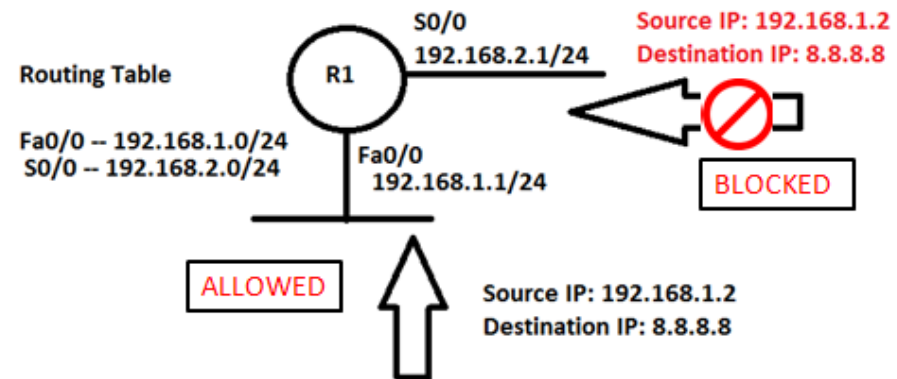 S0/0
192.168.2.1/24
Source IP: 192.168.1.2
Destination IP: 8.8.8.8
Routing Table
R1
Fa0/0 -- 192.168.1.0/24
S0/0 -- 192.168.2.0/24
Fa0/0
192.168.1.1/24
BLOCKED
ALLOWED
Source IP: 192.168.1.2
Destination IP: 8.8.8.8